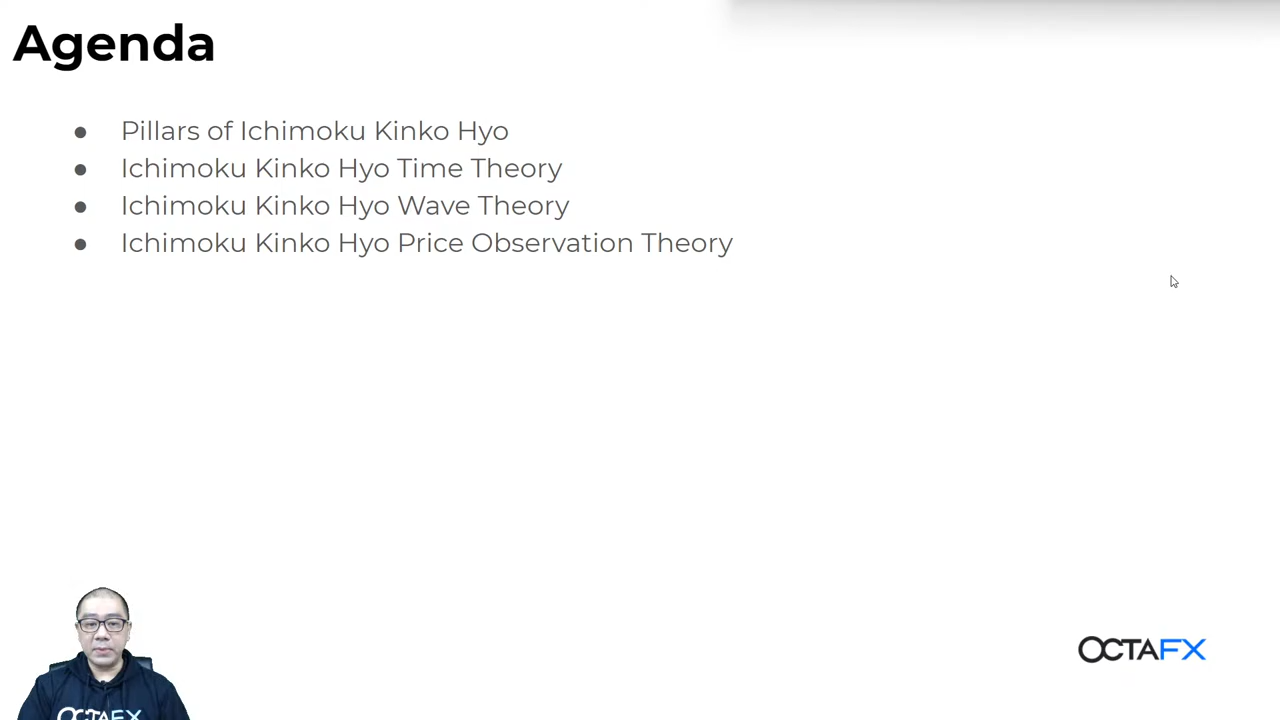 Agenda
● Pillars of Ichimoku Kinko Hyo
● Ichimoku Kinko Hyo Time Theory
● Ichimoku Kinko Hyo Wave Theory
● Ichimoku Kinko Hyo Price Observation Theory
OCTAFX
OCTAFX